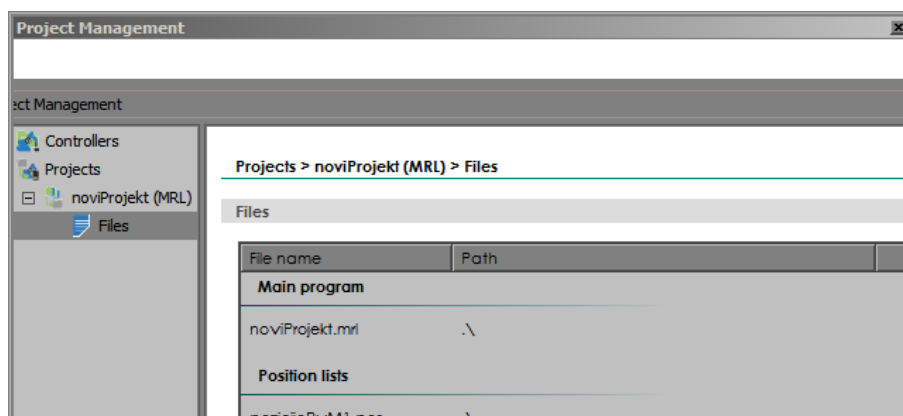 Project Management
ect Management
Controllers
Projects
noviProjekt (MRL)
Files
Projects > noviProjekt (MRL) > Files
Files
File name Path
Main program
noviProjekt.mrl .\
Position lists